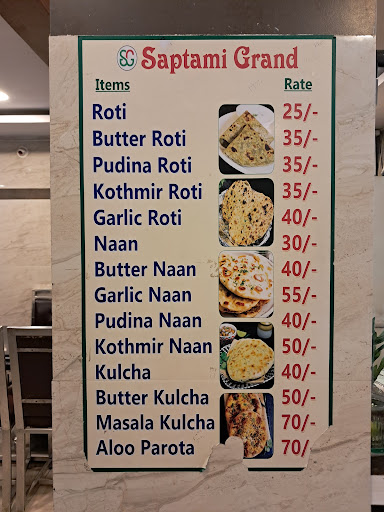 SG Saptami Grand
Items Rate
Roti 25/-
Butter Roti 35/-
Pudina Roti 35/-
Kothmir Roti 35/-
Garlic Roti 40/-
Naan 30/-
Butter Naan 40/-
Garlic Naan 55/-
Pudina Naan 40/-
Kothmir Naan 50/-
Kulcha 40/-
Butter Kulcha 50/-
Masala Kulcha 70/-
Aloo Parota 70/